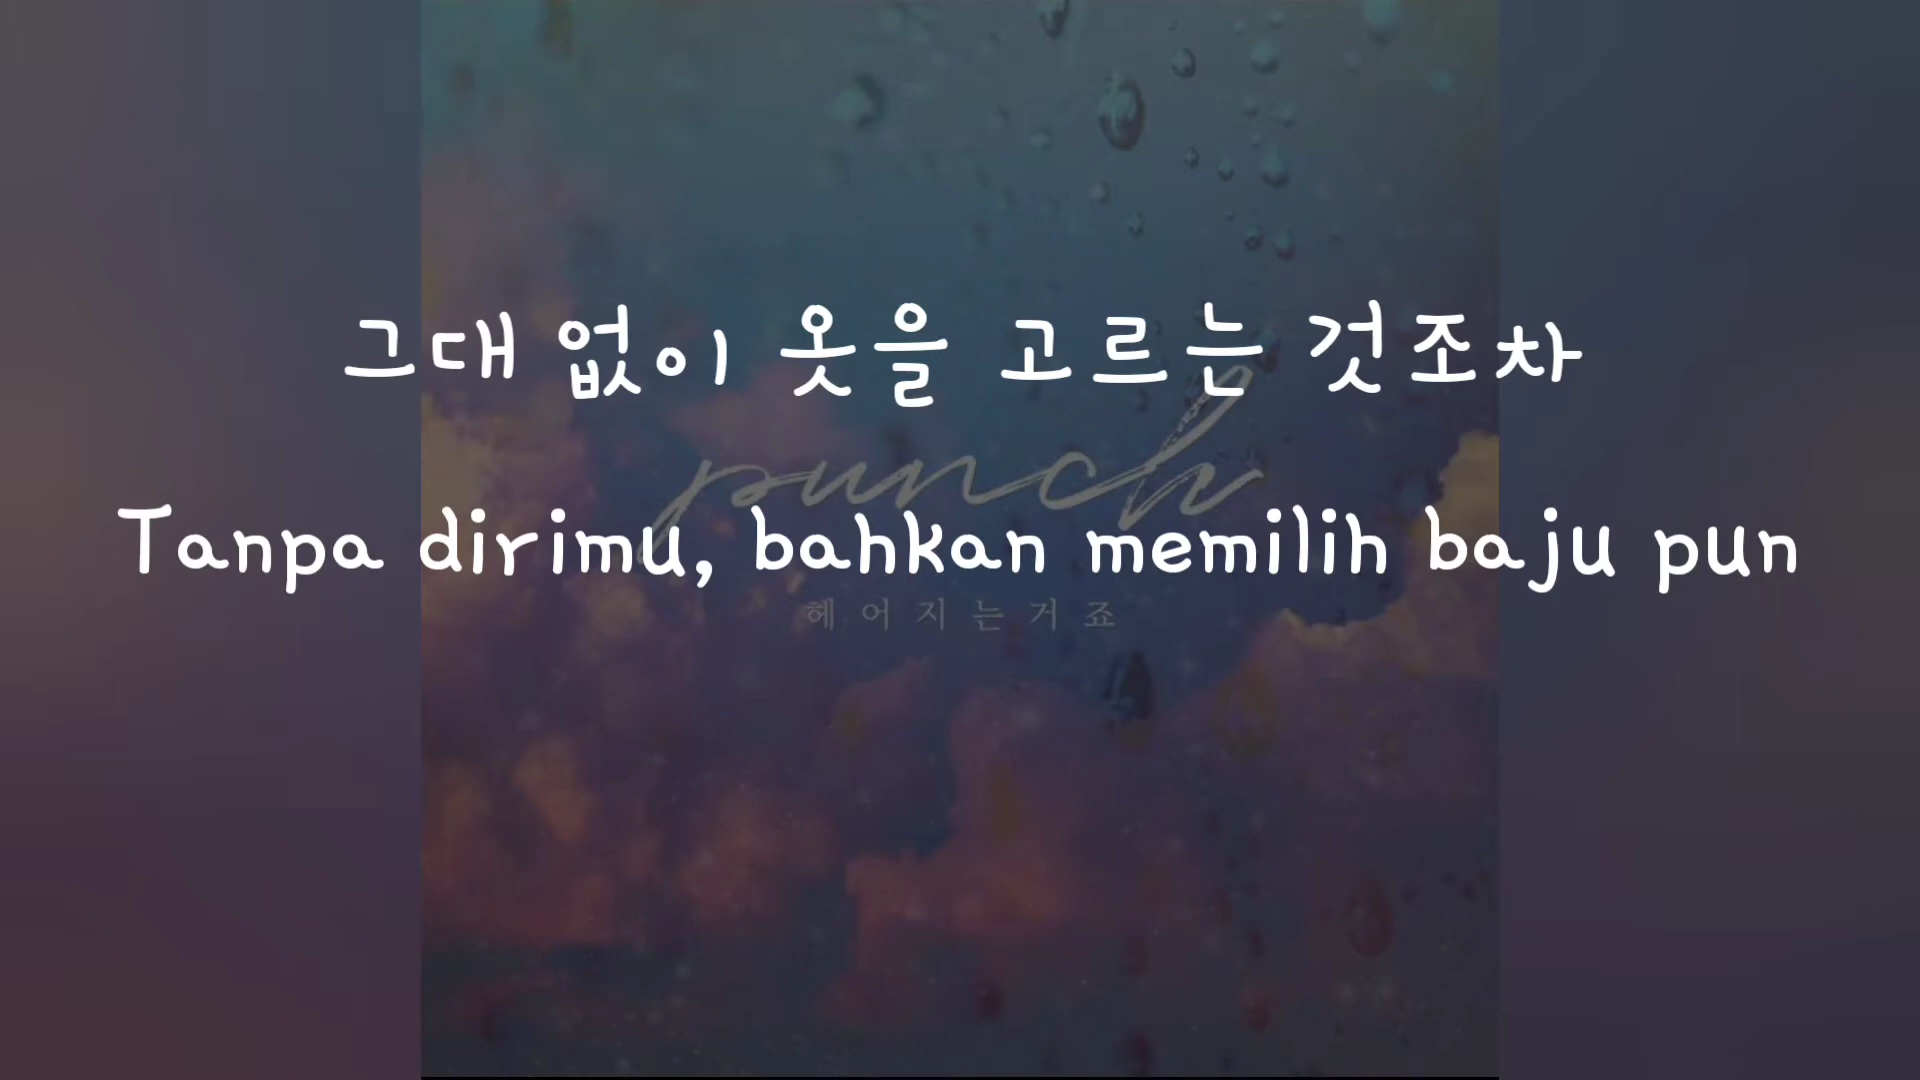 그대 없이 옷을 고르는 것조차
punch
Tanpa dirimu, bahkan memilih baju pun
헤어지는거죠